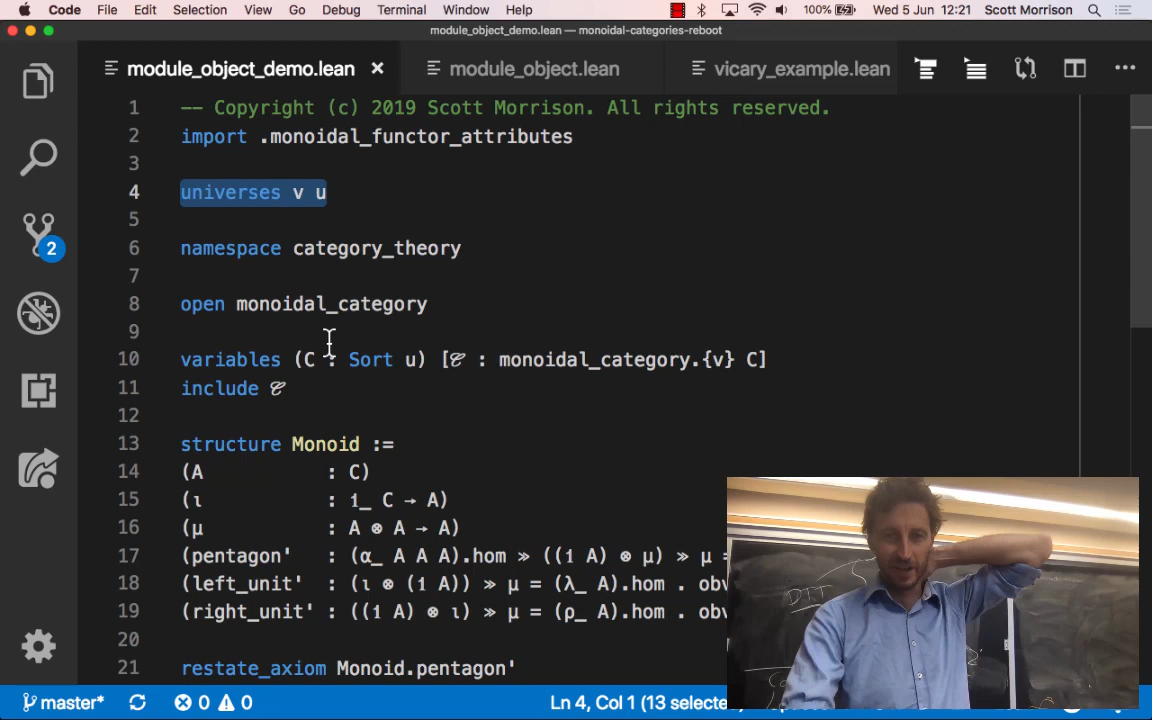 Code File Edit Selection View Go Debug Terminal Window Help 100% Wed 5 Jun 12:21 Scott Morrison
module_object_demo.lean — monoidal-categories-reboot
module_object_demo.lean module_object.lean vicary_example.lean
1 -- Copyright (c) 2019 Scott Morrison. All rights reserved.
2 import .monoidal_functor_attributes
3
4 universes v u
5
2
6 namespace category_theory
7
8 open monoidal_category
9
10 variables (C : Sort u) [𝒞 : monoidal_category.{v} C]
11 include 𝒞
12
13 structure Monoid :=
14 (A : C)
15 (ι : 1_ C → A)
16 (μ : A ⊗ A → A)
17 (pentagon' : (α_ A A A).hom ≫ ((1 A) ⊗ μ) ≫ μ =
18 (left_unit' : (ι ⊗ (1 A)) ≫ μ = (λ_ A).hom . obv
19 (right_unit' : ((1 A) ⊗ ι) ≫ μ = (ρ_ A).hom . obv
20
21 restate_axiom Monoid.pentagon'
DTT
master* 0 0 Ln 4, Col 1 (13 selecte